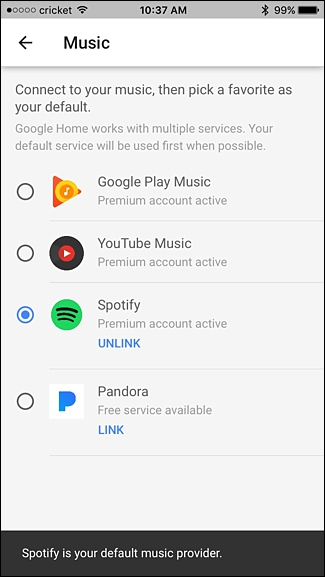 cricket 10:37 AM 99%
Music
Connect to your music, then pick a favorite as
your default.
Google Home works with multiple services. Your
default service will be used first when possible.
Google Play Music
Premium account active
YouTube Music
Premium account active
Spotify
Premium account active
UNLINK
Pandora
Free service available
LINK
Spotify is your default music provider.